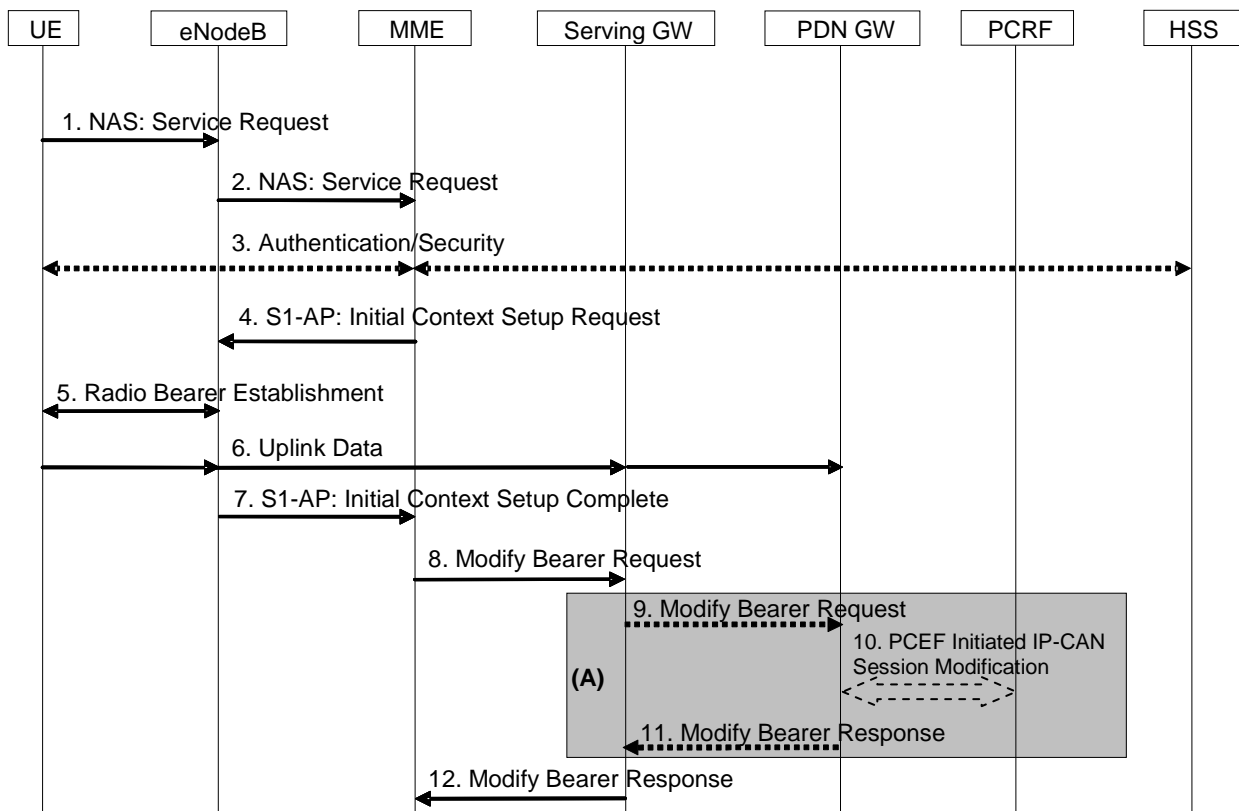 UE
eNodeB
MME
Serving GW
PDN GW
PCRF
HSS
1. NAS: Service Request
2. NAS: Service Request
3. Authentication/Security
4. S1-AP: Initial Context Setup Request
5. Radio Bearer Establishment
6. Uplink Data
7. S1-AP: Initial Context Setup Complete
8. Modify Bearer Request
9. Modify Bearer Request
10. PCEF Initiated IP-CAN
Session Modification
(A)
11. Modify Bearer Response
12. Modify Bearer Response